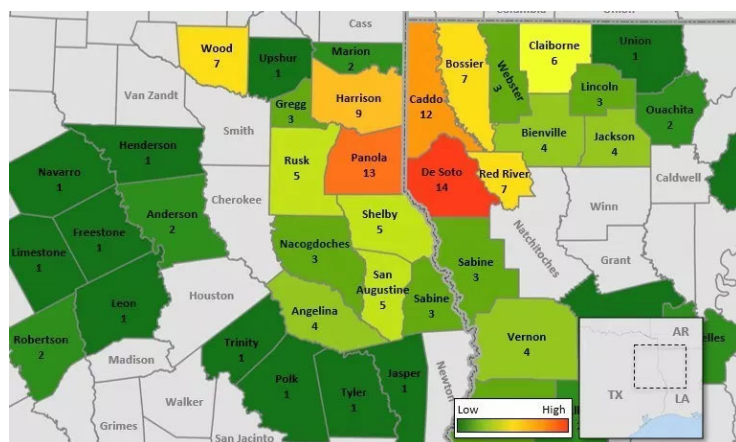 Cass
Wood
7
Upshur
1
Marion
2
Caddo
12
Bossier
7
Webster
3
Claiborne
6
Union
1
Van Zandt
Gregg
3
Harrison
9
Lincoln
3
Ouachita
2
Smith
Bienville
4
Jackson
4
Henderson
1
Navarro
1
Rusk
5
Panola
13
De Soto
14
Red River
7
Caldwell
Cherokee
Winn
Anderson
2
Freestone
1
Shelby
5
Natchitoches
Limestone
1
Nacogdoches
3
Sabine
3
Grant
San
Augustine
5
Sabine
3
Houston
Leon
1
Angelina
4
Robertson
2
Trinity
1
Vernon
4
Madison
Polk
1
Tyler
1
Jasper
1
Newton
Walker
Grimes
San Jacinto
Low
High
AR
TX
LA
elles